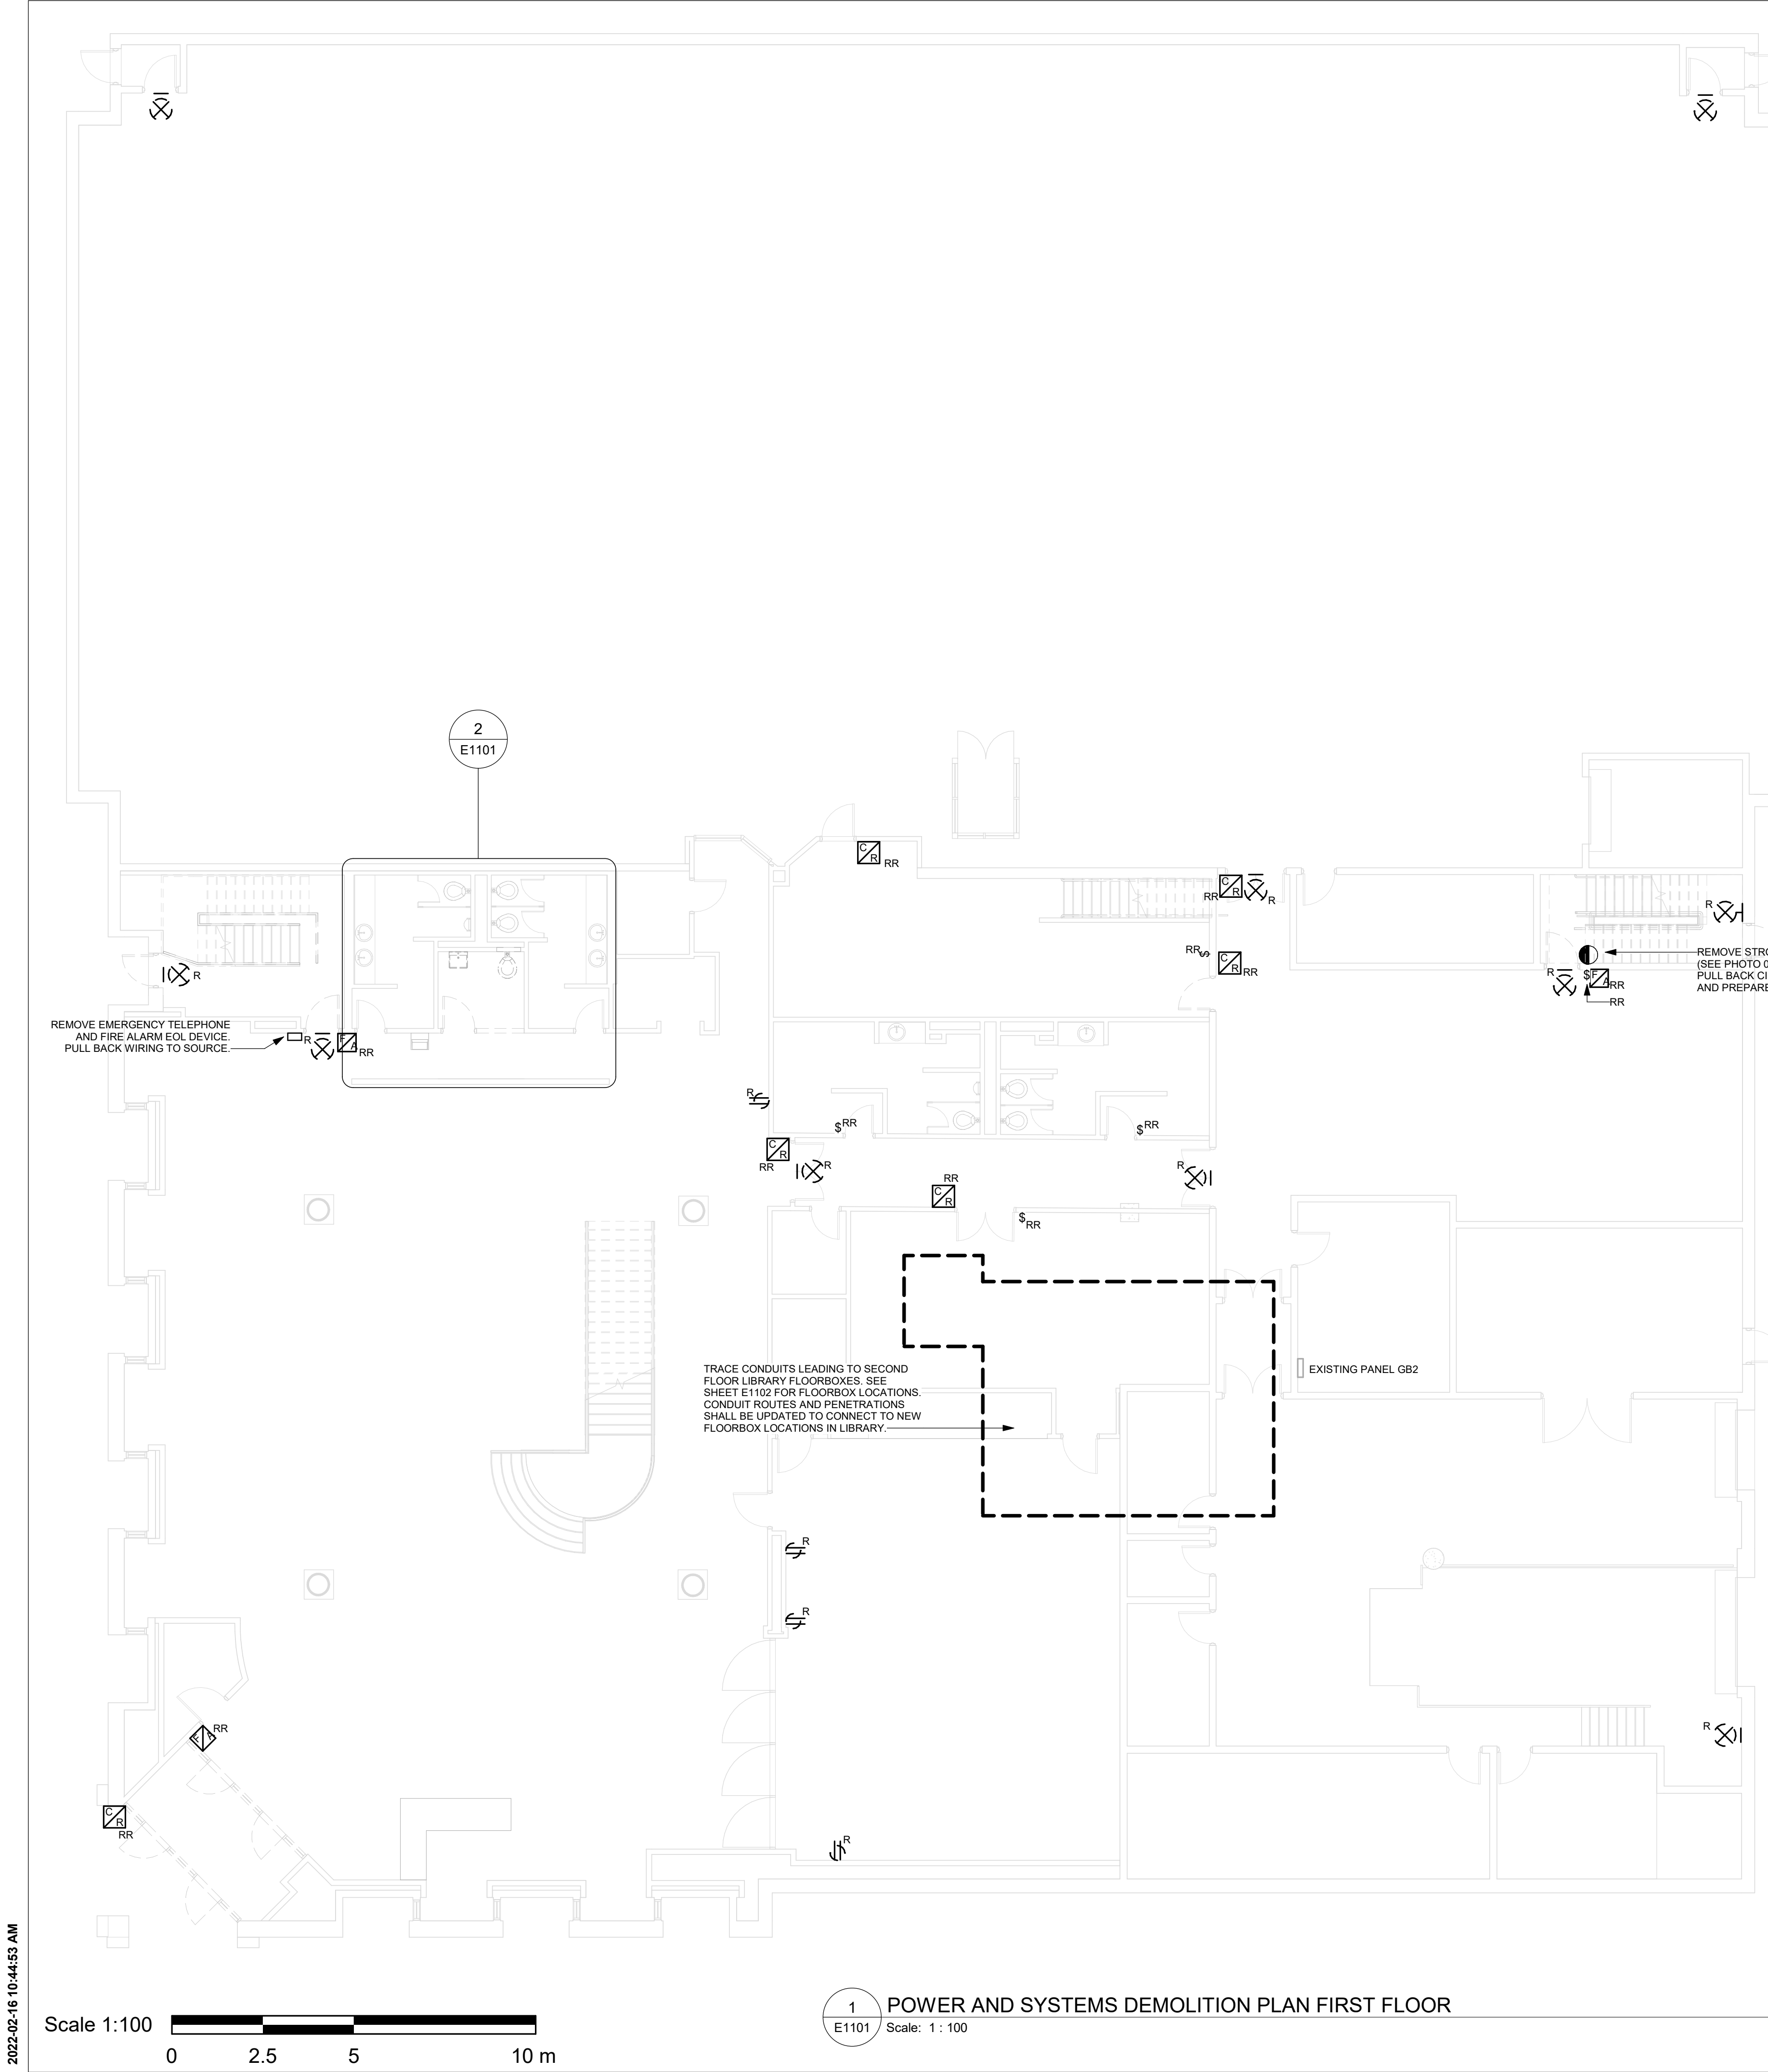 2
E1101
C
R
RR
RR
C
R
R
RR
$
C
R
RR
R
R
REMOVE STRO
(SEE PHOTO 0
PULL BACK CI
AND PREPARE
R
$
F
A
RR
RR
REMOVE EMERGENCY TELEPHONE
AND FIRE ALARM EOL DEVICE.
PULL BACK WIRING TO SOURCE.
R
F
A
RR
R
$
RR
$
RR
C
R
RR
R
R
RR
C
R
$
RR
TRACE CONDUITS LEADING TO SECOND
FLOOR LIBRARY FLOORBOXES. SEE
SHEET E1102 FOR FLOORBOX LOCATIONS.
CONDUIT ROUTES AND PENETRATIONS
SHALL BE UPDATED TO CONNECT TO NEW
FLOORBOX LOCATIONS IN LIBRARY.
EXISTING PANEL GB2
R
R
F
A
RR
R
C
R
RR
R
2022-02-16 10:44:53 AM
Scale 1:100
0 2.5 5 10 m
1
E1101
POWER AND SYSTEMS DEMOLITION PLAN FIRST FLOOR
Scale: 1 : 100